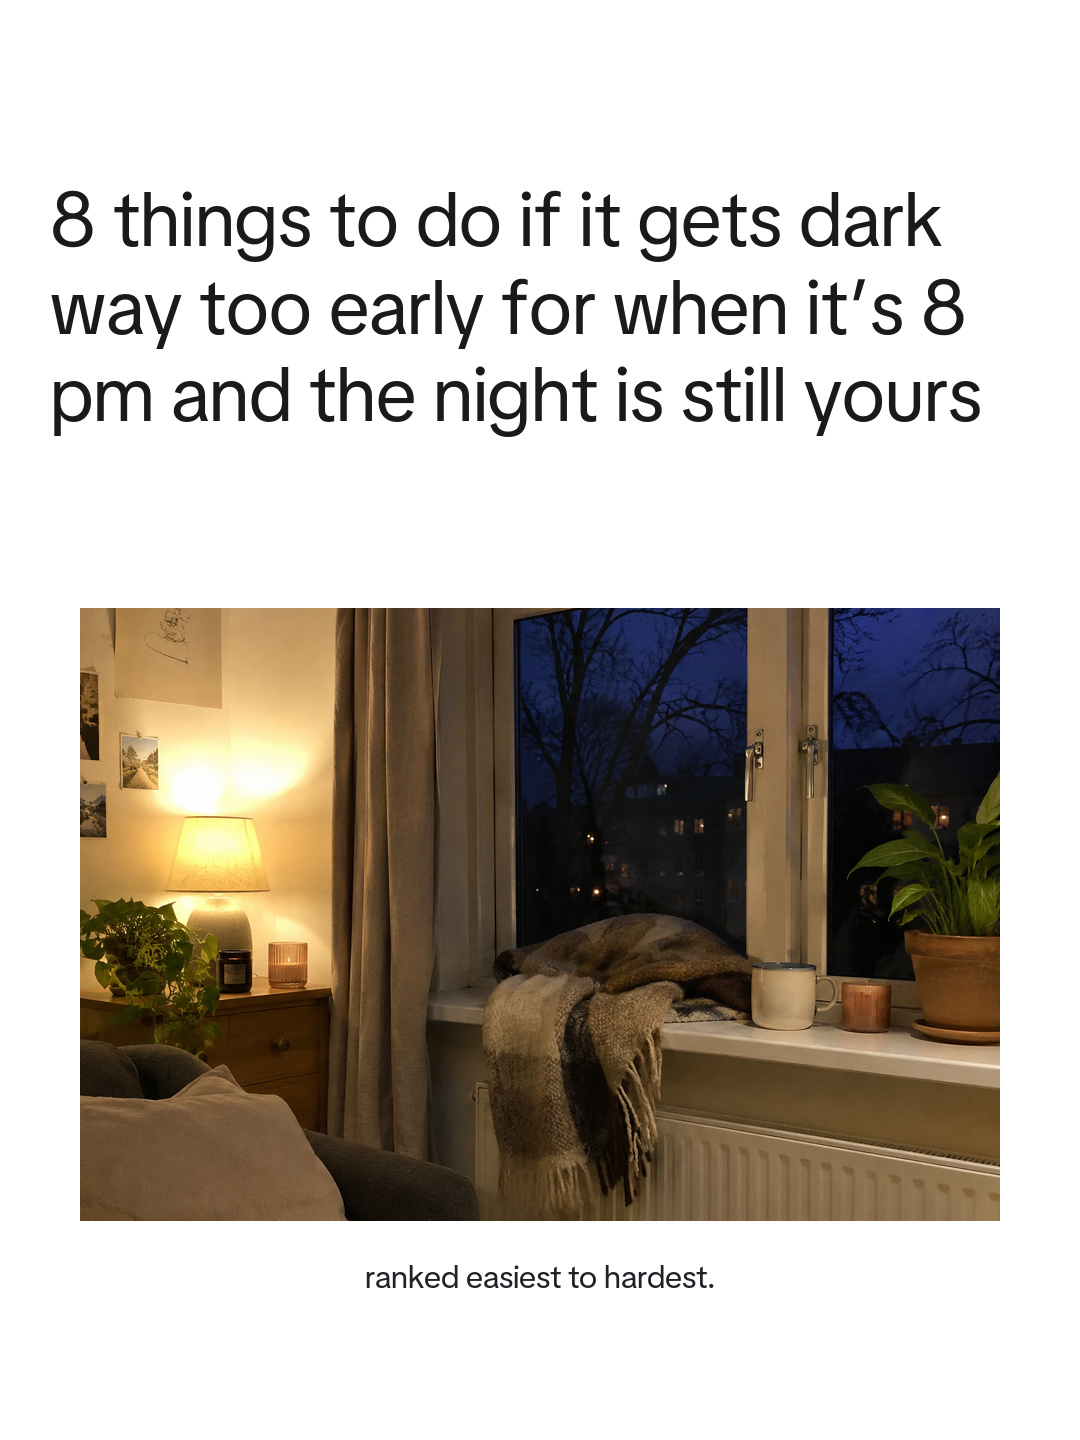 8 things to do if it gets dark
way too early for when it’s 8
pm and the night is still yours
ranked easiest to hardest.